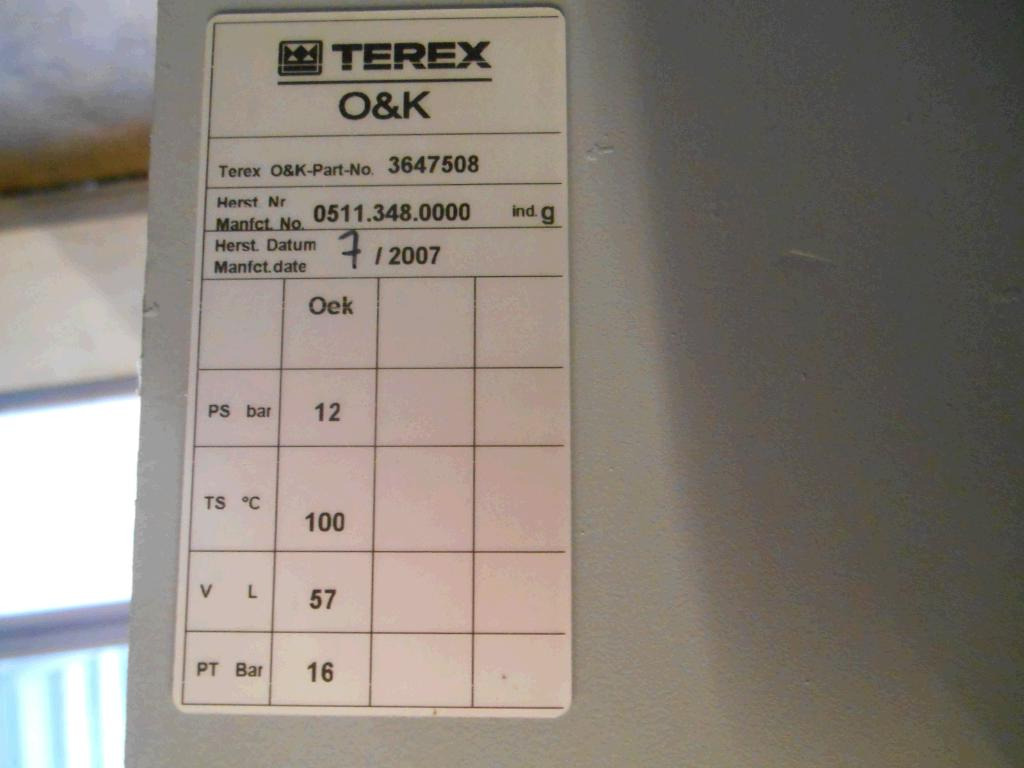 TEREX
O&K
Terex O&K-Part-No. 3647508
Herst. Nr
Manfct. No. 0511.348.0000 ind. g
Herst. Datum
Manfct.date 7 / 2007
Oek
PS bar 12
TS °C 100
V L 57
PT Bar 16